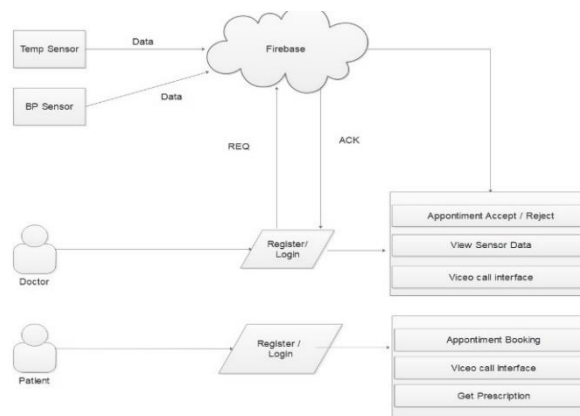 Temp Sensor
Data
Firebase
BP Sensor
Data
REQ
ACK
Register/
Login
Doctor
Appontiment Accept / Reject
View Sensor Data
Viceo call interface
Register /
Login
Patient
Appontiment Booking
Viceo call interface
Get Prescription